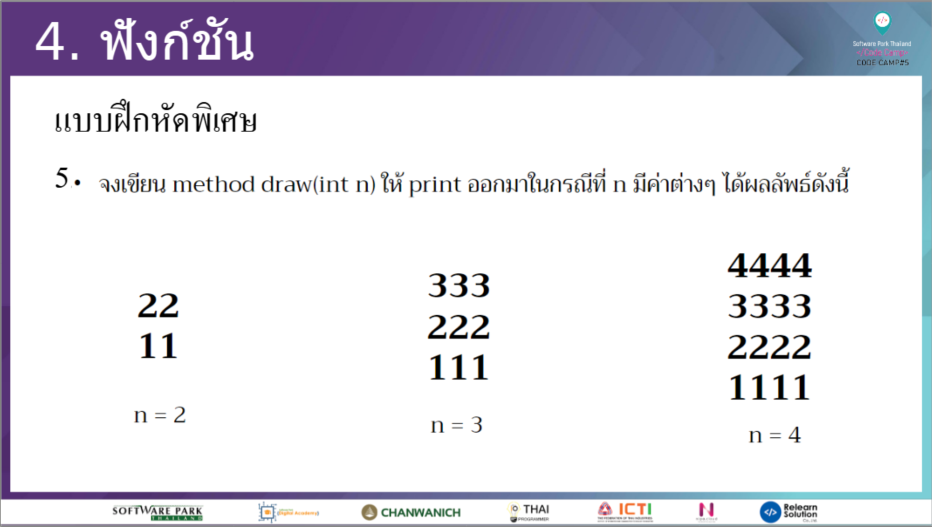 4. ฟังก์ชัน
Software Park Thailand
CODE CAMP#5
แบบฝึกหัดพิเศษ
5. • จงเขียน method draw(int n) ให้ print ออกมาในกรณีที่ n มีค่าต่างๆ ได้ผลลัพธ์ดังนี้
22
11
n = 2
333
222
111
n = 3
4444
3333
2222
1111
n = 4
SOFTWARE PARK
THAILAND
CHANWANICH
THAI
PROGRAMMER
ICTI
Relearn
Solution